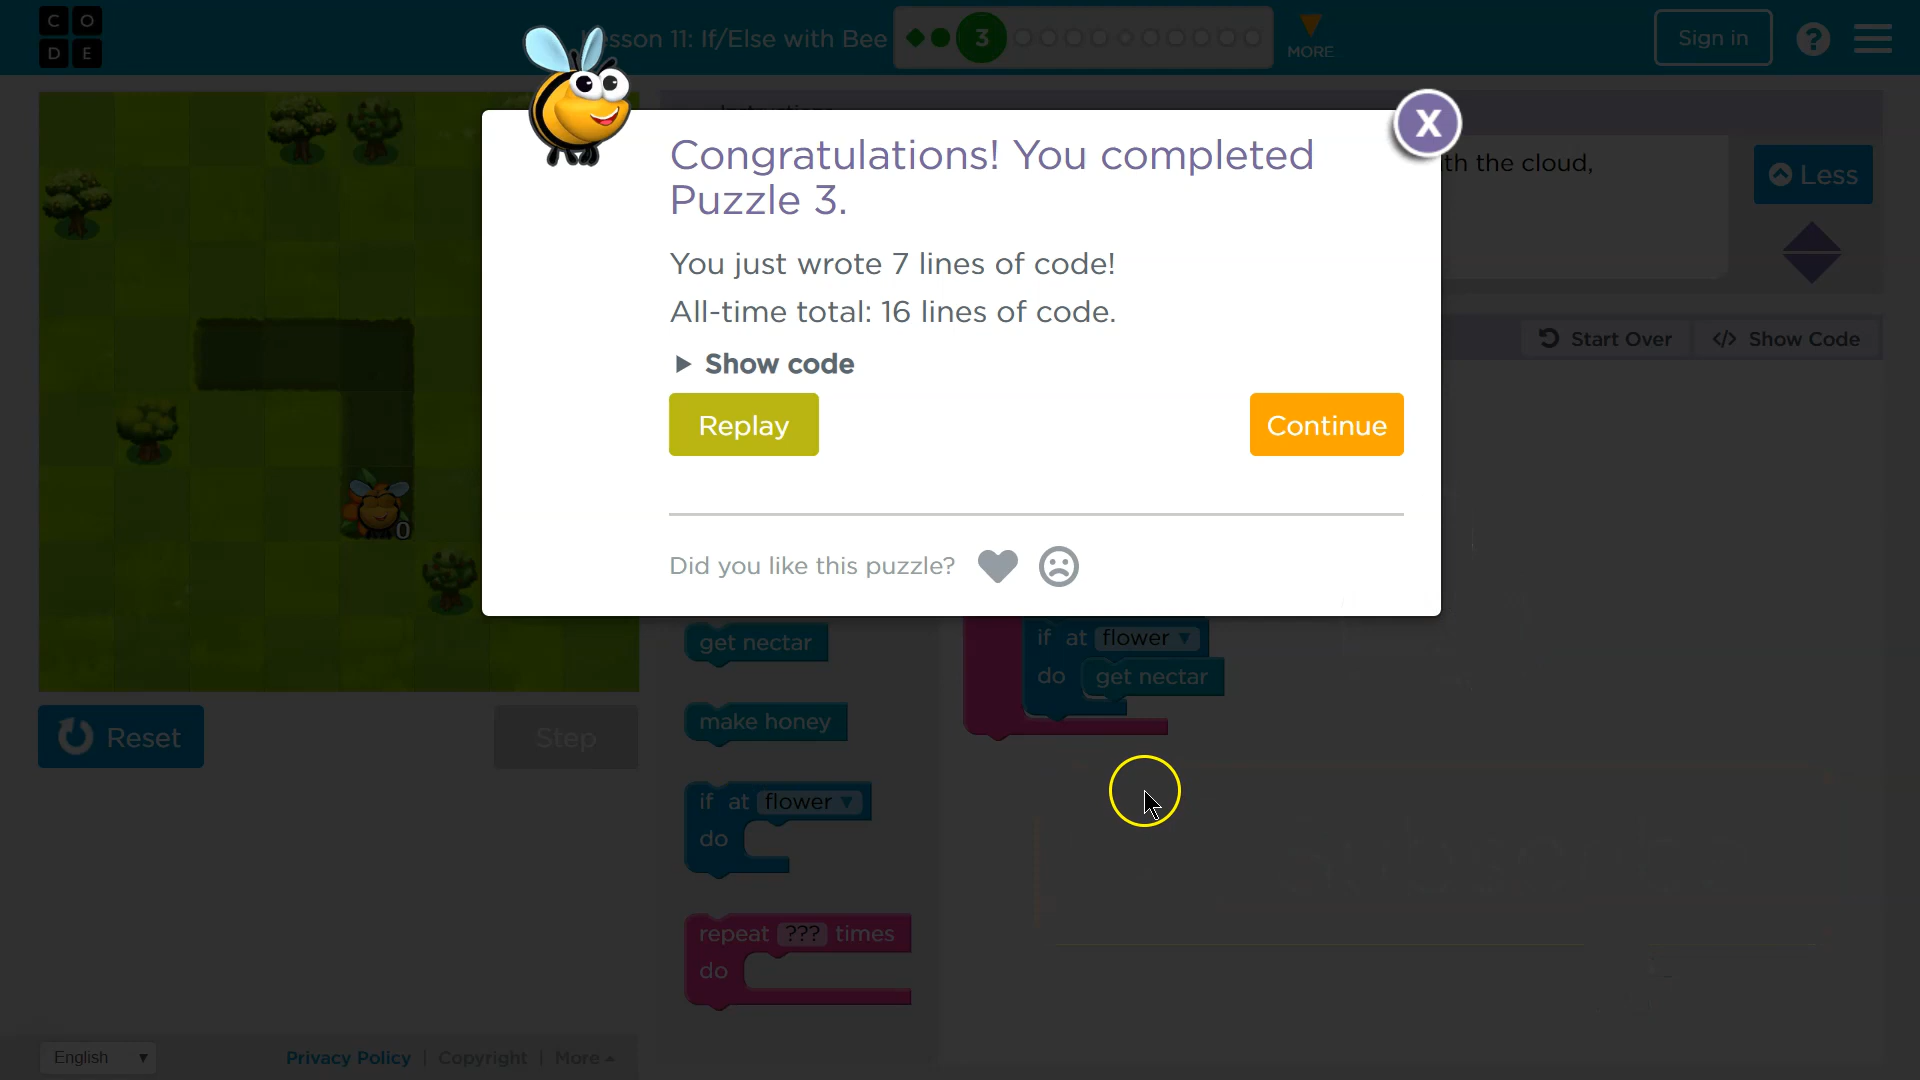 C O
D E
sson 11: If/Else with Bee
3
MORE
Sign in
?
Congratulations! You completed
Puzzle 3.
X
th the cloud,
Less
You just wrote 7 lines of code!
All-time total: 16 lines of code.
Start Over
</> Show Code
Show code
Replay
Continue
0
Did you like this puzzle?
get nectar
if at flower
do get nectar
make honey
Reset
Step
if at flower
do
repeat ??? times
do
English
Privacy Policy | Copyright | More